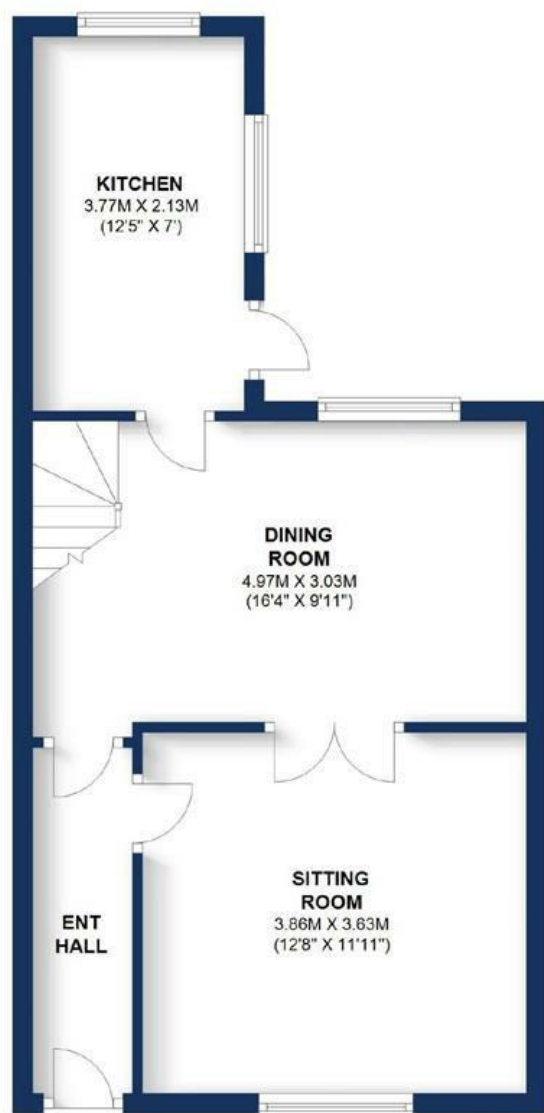 KITCHEN
3.77M X 2.13M
(12'5" X 7')
DINING
ROOM
4.97M X 3.03M
(16'4" X 9'11")
SITTING
ROOM
3.86M X 3.63M
(12'8" X 11'11")
ENT
HALL